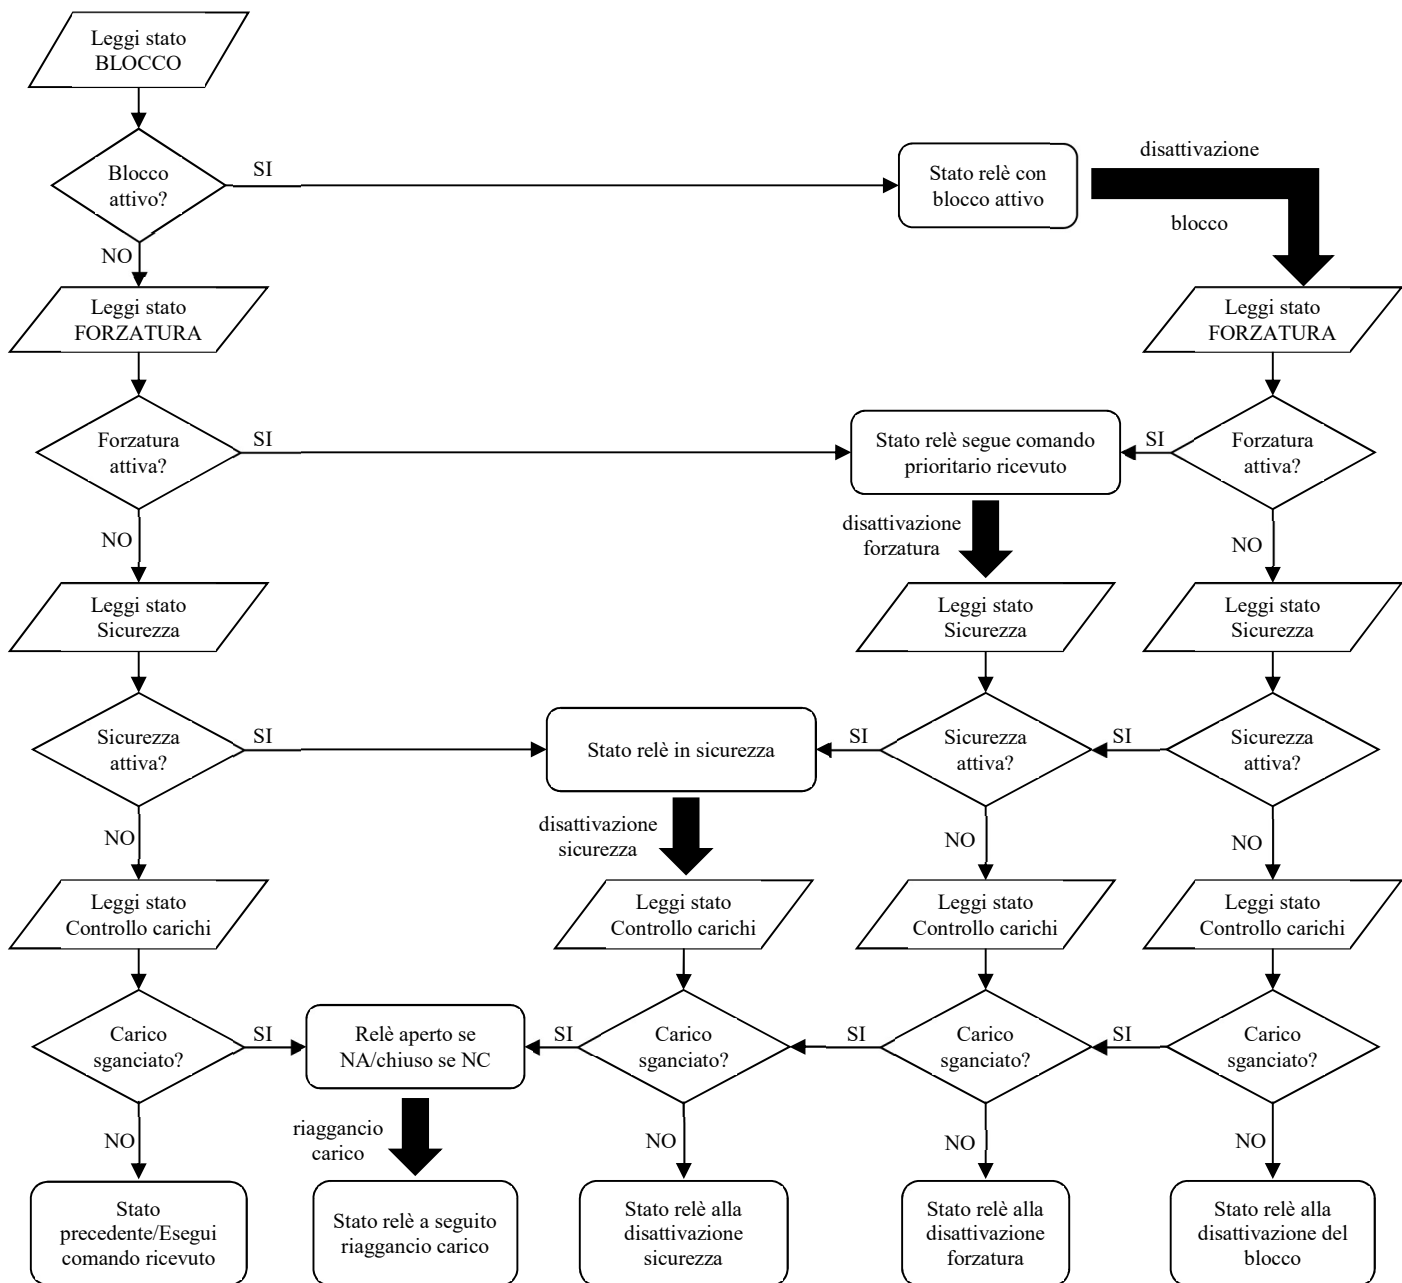 Leggi stato
BLOCCO
Blocco
attivo?
SI
Stato relè con
blocco attivo
disattivazione
blocco
NO
Leggi stato
FORZATURA
Leggi stato
FORZATURA
Forzatura
attiva?
SI
Stato relè segue comando
prioritario ricevuto
SI
Forzatura
attiva?
NO
disattivazione
forzatura
NO
Leggi stato
Sicurezza
Leggi stato
Sicurezza
Leggi stato
Sicurezza
Sicurezza
attiva?
SI
Stato relè in sicurezza
SI
Sicurezza
attiva?
SI
Sicurezza
attiva?
NO
disattivazione
sicurezza
NO
NO
Leggi stato
Controllo carichi
Leggi stato
Controllo carichi
Leggi stato
Controllo carichi
Leggi stato
Controllo carichi
Carico
sganciato?
SI
Relè aperto se
NA/chiuso se NC
SI
Carico
sganciato?
SI
Carico
sganciato?
SI
Carico
sganciato?
NO
riaggancio
carico
NO
NO
NO
Stato
precedente/Esegui
comando ricevuto
Stato relè a seguito
riaggancio carico
Stato relè alla
disattivazione
sicurezza
Stato relè alla
disattivazione
forzatura
Stato relè alla
disattivazione del
blocco